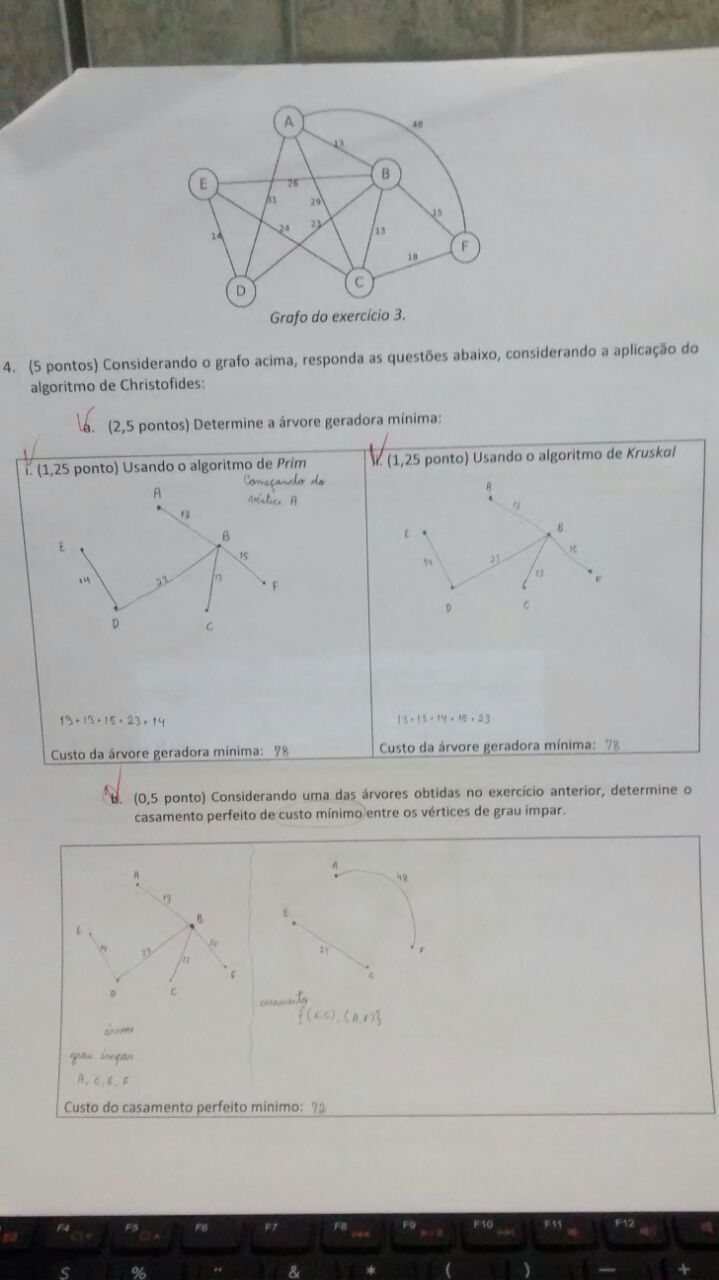 A
48
13
B
E
26
31
29
15
24
23
14
13
F
18
D
C
Grafo do exercício 3.
4. (5 pontos) Considerando o grafo acima, responda as questões abaixo, considerando a aplicação do
algoritmo de Christofides:
a. (2,5 pontos) Determine a árvore geradora mínima:
i. (1,25 ponto) Usando o algoritmo de Prim
Começando do
vértice A
A
13
B
E
15
14
23
13
F
D
C
13+13+15+23+14
Custo da árvore geradora mínima: 78
ii. (1,25 ponto) Usando o algoritmo de Kruskal
A
13
B
E
15
14
23
13
F
D
C
13+13+14+15+23
Custo da árvore geradora mínima: 78
b. (0,5 ponto) Considerando uma das árvores obtidas no exercício anterior, determine o
casamento perfeito de custo mínimo entre os vértices de grau ímpar.
A
13
B
E
14
23
13
15
F
D
C
árvore
grau ímpar
A, C, E, F
A
48
E
24
F
C
casamento
{(E,C), (A,F)}
Custo do casamento perfeito mínimo: 72
F4
F5
F6
F7
F8
F9
F10
F11
F12
$
%
¨
&
*
(
)
—
+